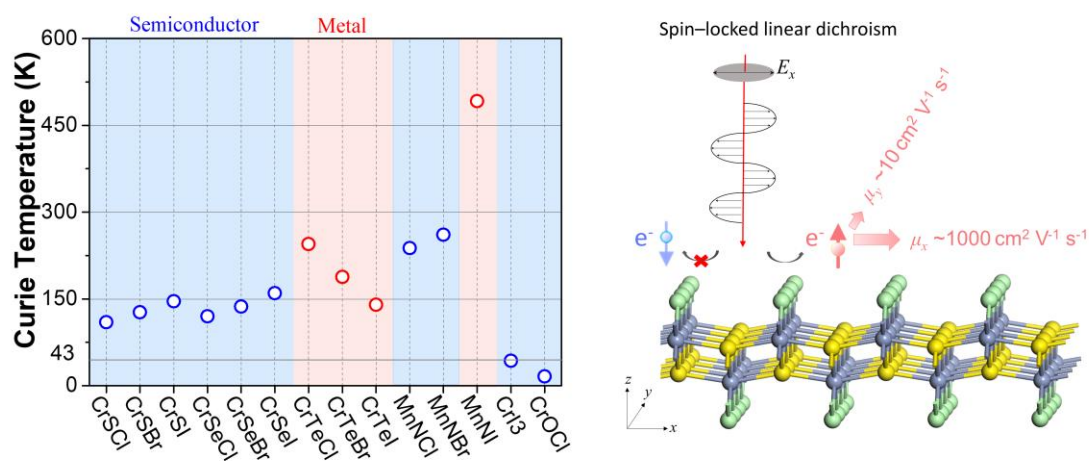 Semiconductor
Metal
Curie Temperature (K)
600
450
300
150
43
0
CrSCl
CrSBr
CrSI
CrSeCl
CrSeBr
CrSeI
CrTeCl
CrTeBr
CrTeI
MnNCl
MnNBr
MnNI
CrI3
CrOCl
Spin–locked linear dichroism
Ex
μy ~10 cm² V⁻¹ s⁻¹
e⁻
e⁻
μx ~1000 cm² V⁻¹ s⁻¹
z
y
x